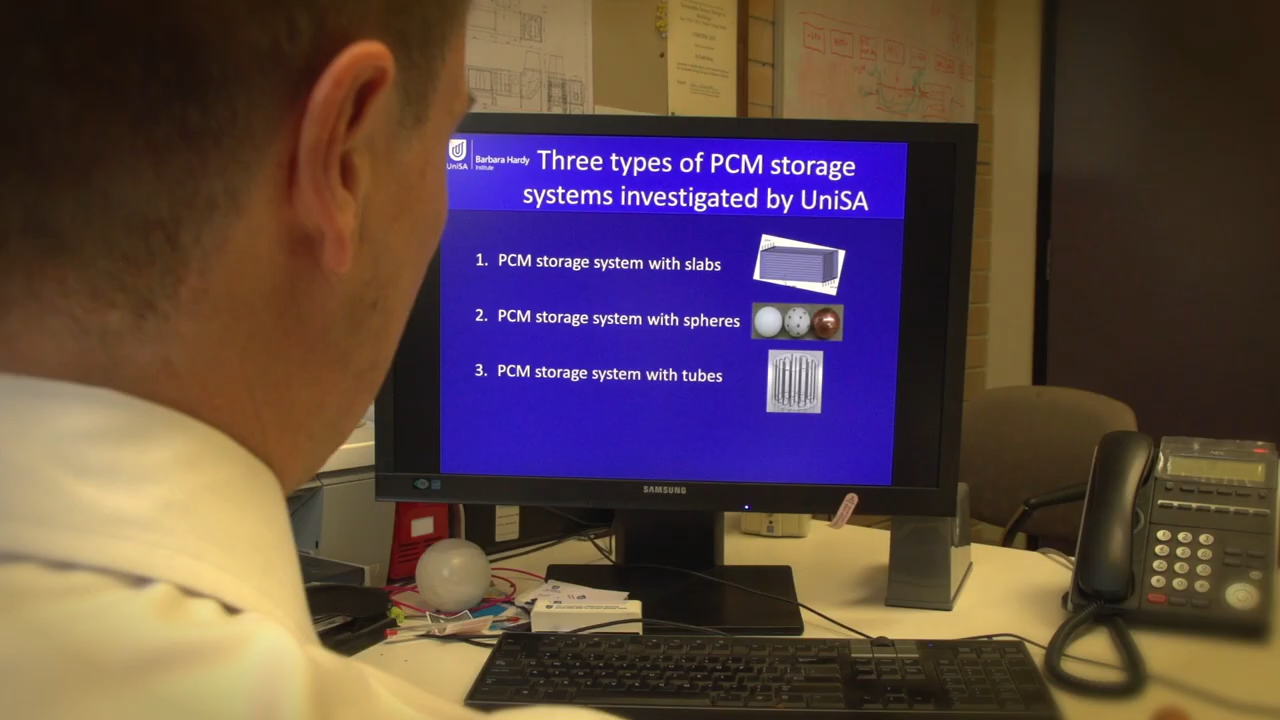 UniSA
Barbara Hardy
Institute
Three types of PCM storage
systems investigated by UniSA
1. PCM storage system with slabs
2. PCM storage system with spheres
3. PCM storage system with tubes
SAMSUNG